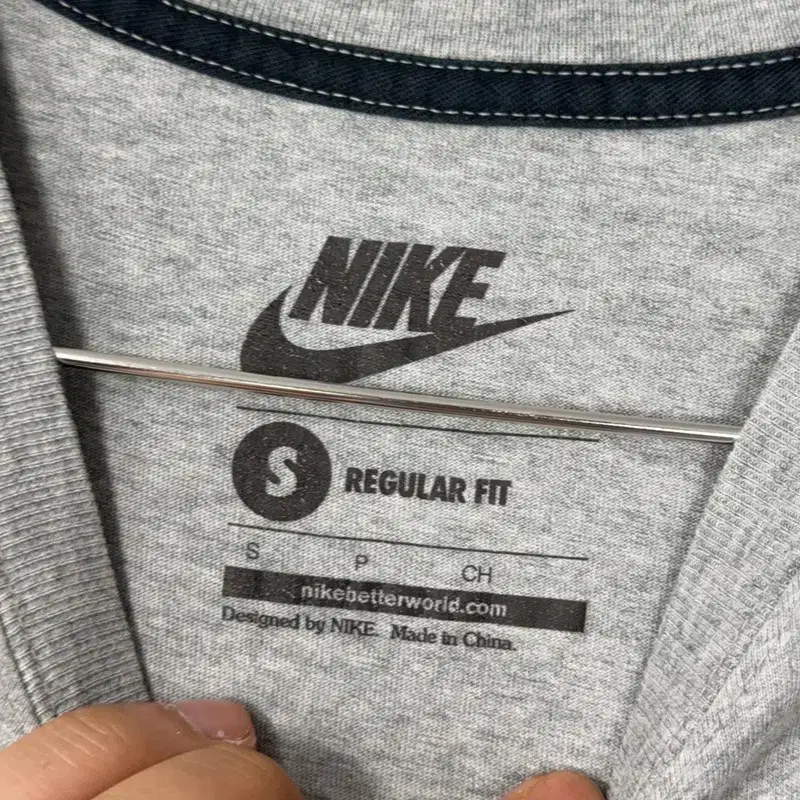 NIKE
S REGULAR FIT
S P CH
nikebetterworld.com
Designed by NIKE. Made in China.